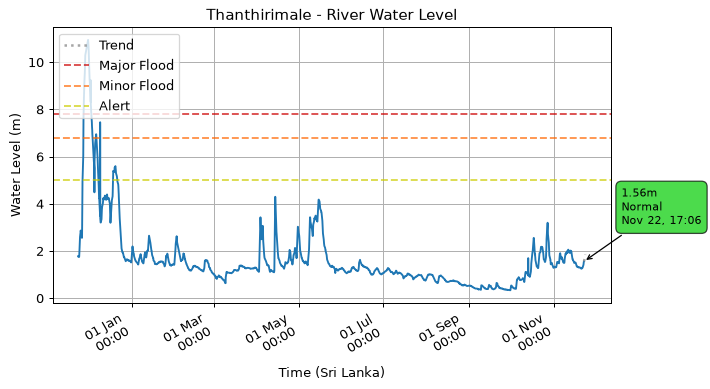 Thanthirimale - River Water Level
Trend
Major Flood
Minor Flood
Alert
10
8
6
4
2
0
Water Level (m)
1.56m
Normal
Nov 22, 17:06
01 Jan
00:00
01 Mar
00:00
01 May
00:00
01 Jul
00:00
01 Sep
00:00
01 Nov
00:00
Time (Sri Lanka)